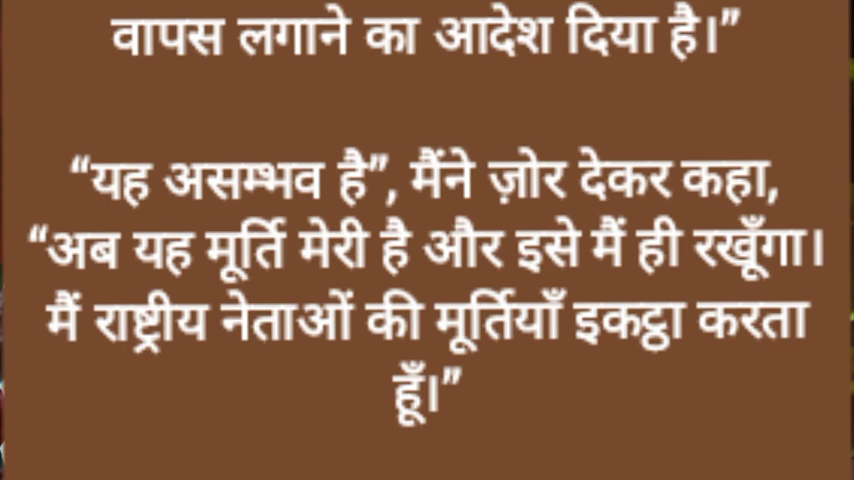 वापस लगाने का आदेश दिया है।”
“यह असम्भव है”, मैंने ज़ोर देकर कहा,
“अब यह मूर्ति मेरी है और इसे मैं ही रखूँगा।
मैं राष्ट्रीय नेताओं की मूर्तियाँ इकट्ठा करता
हूँ।”